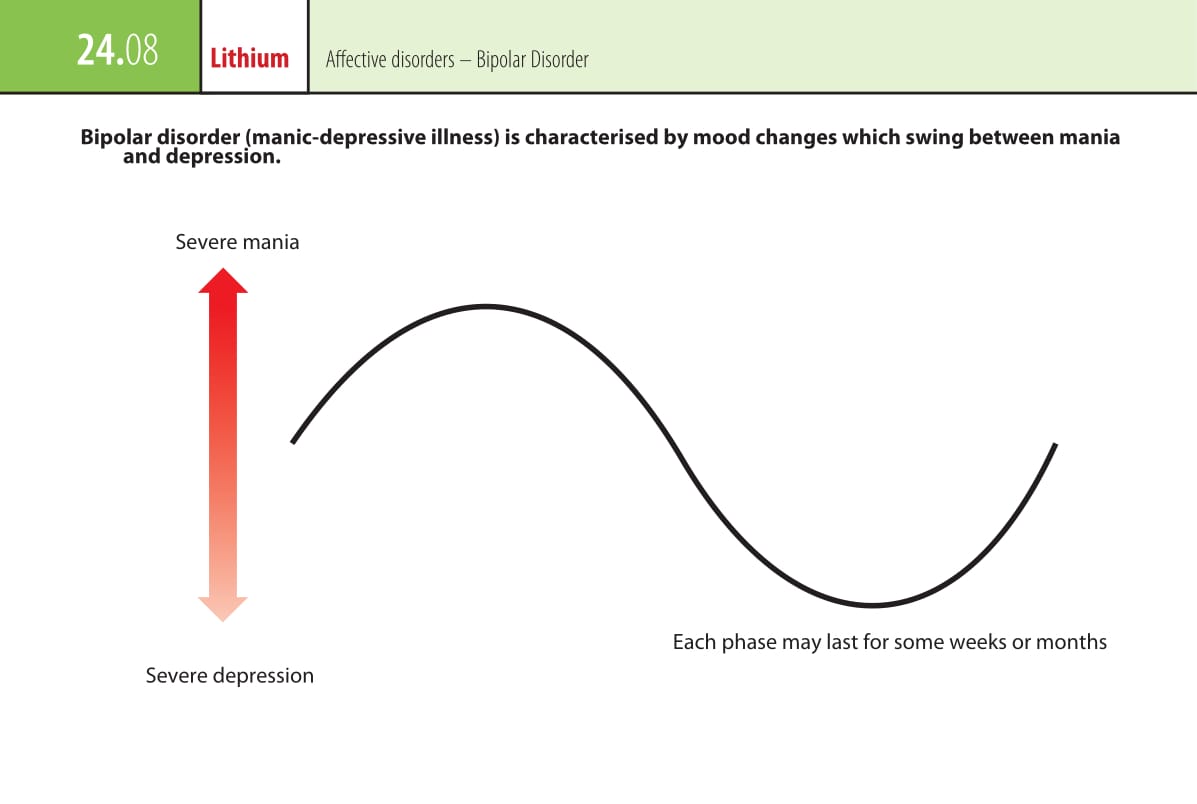 24.08
Lithium
Affective disorders – Bipolar Disorder
Bipolar disorder (manic-depressive illness) is characterised by mood changes which swing between mania
and depression.
Severe mania
Each phase may last for some weeks or months
Severe depression